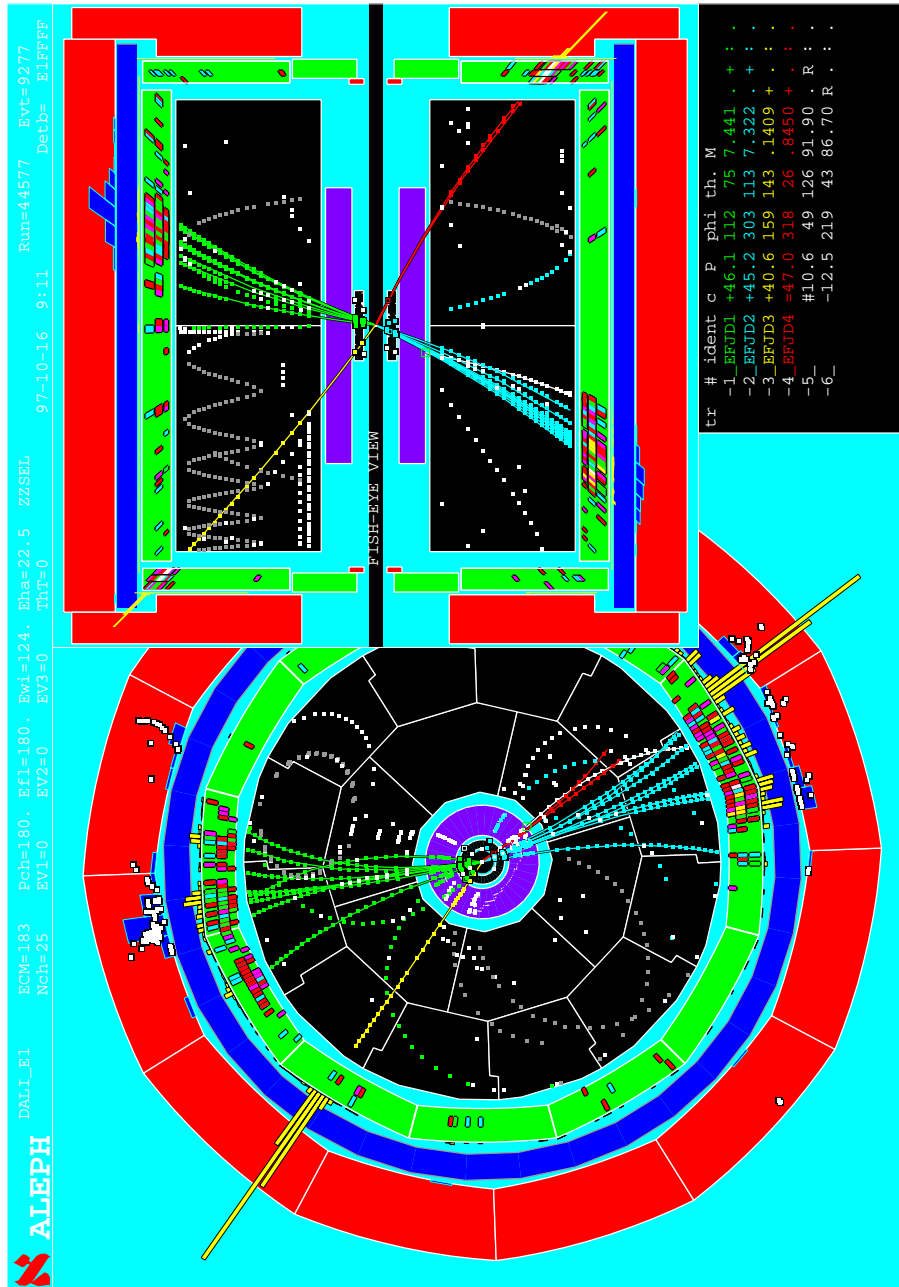 ALEPH DALI_E1 ECM=183 Pch=180. Efl=180. Ewi=124. Eha=22.5 ZZSEL 97-10-16 9:11 Run=44577 Evt=9277
Nch=25 EV1=0 EV2=0 EV3=0 ThT=0 Detb= E1FFFF
FISH-EYE VIEW
tr # ident c P phi th. M
-1_EFJD1 +46.1 112 75 7.441 . + : .
-2_EFJD2 +45.2 303 113 7.322 . + : .
-3_EFJD3 +40.6 159 143 .1409 + . : .
-4_EFJD4 =47.0 318 26 .8450 + . : .
-5_ #10.6 49 126 91.90 . R : .
-6_ -12.5 219 43 86.70 R . : .